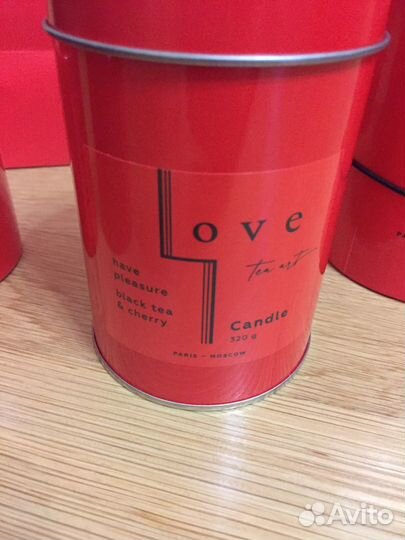 Love
tea art
have
pleasure
black tea
& cherry
Candle
320 g
PARIS – MOSCOW
Avito